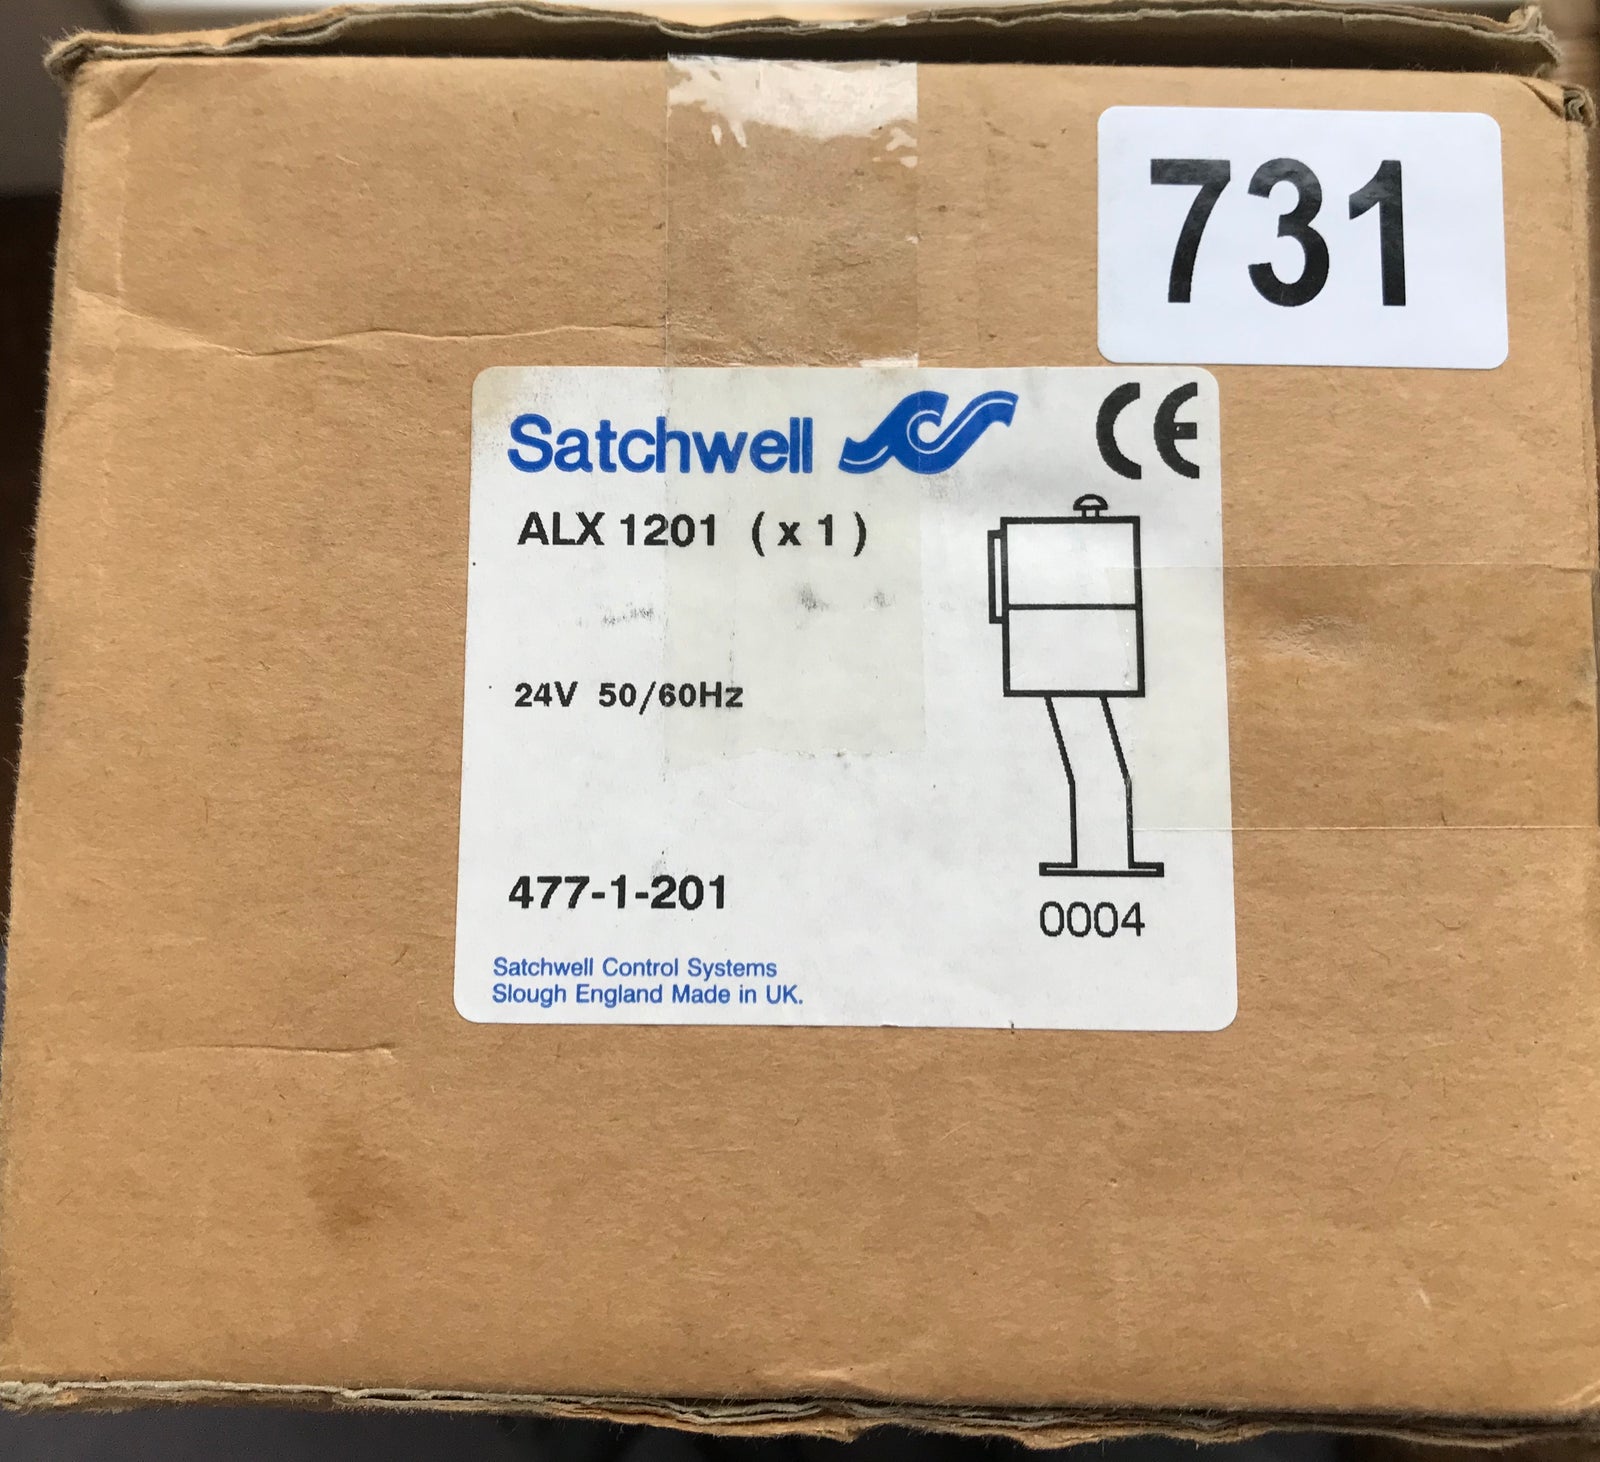 731
Satchwell
CE
ALX 1201 ( x 1 )
24V 50/60Hz
477-1-201
0004
Satchwell Control Systems
Slough England Made in UK.